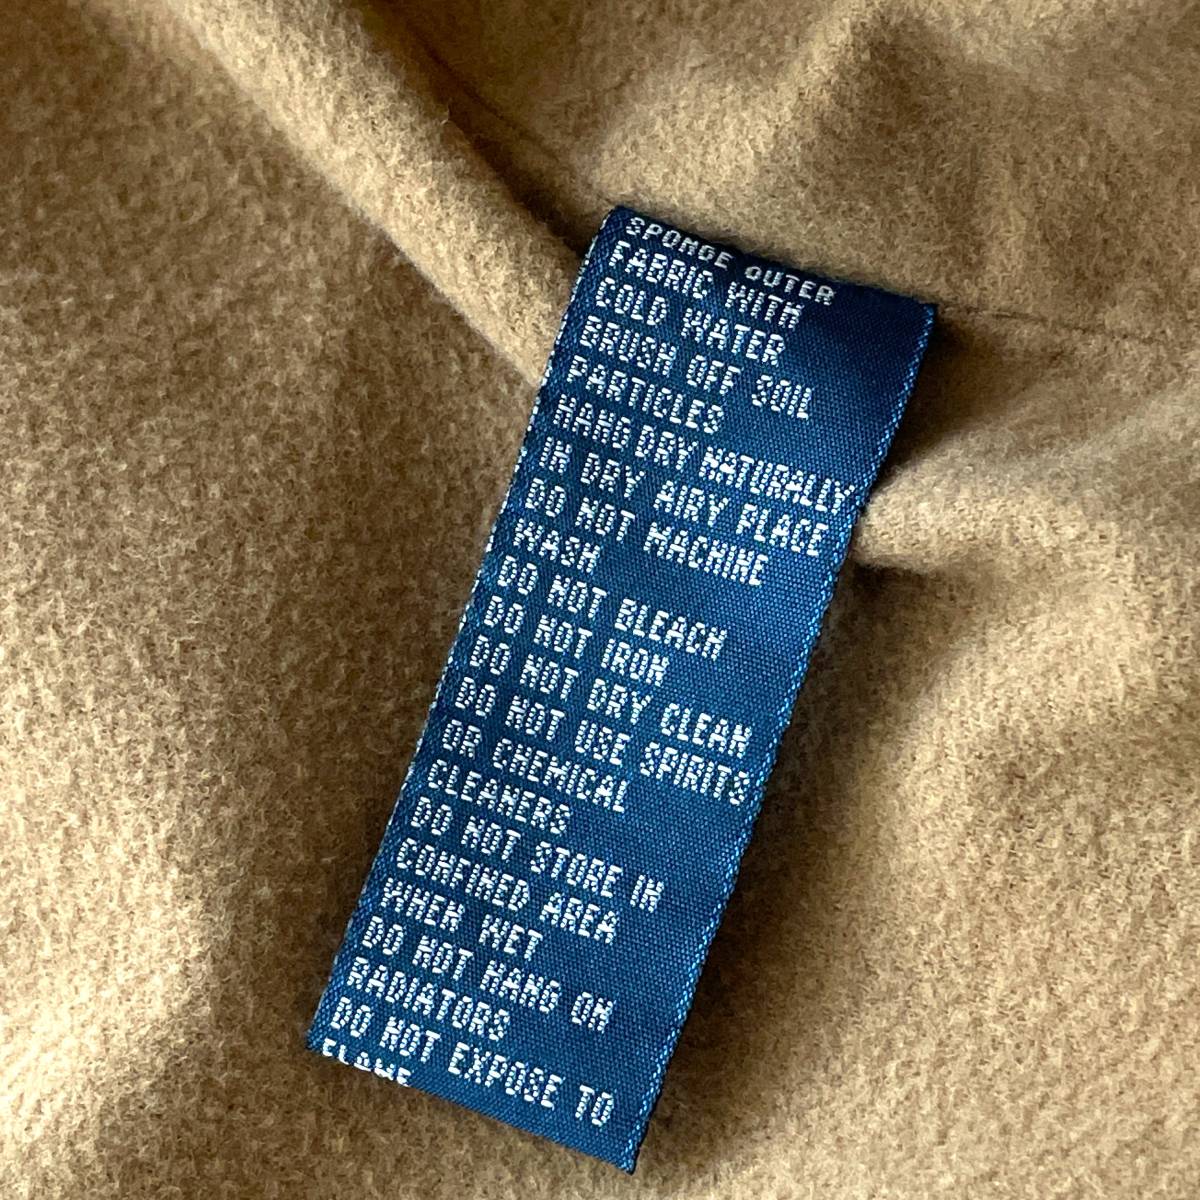 SPONGE OUTER
FABRIC WITH
COLD WATER
BRUSH OFF SOIL
PARTICLES
HANG DRY NATURALLY
IN DRY AIRY PLACE
DO NOT MACHINE
WASH
DO NOT BLEACH
DO NOT IRON
DO NOT DRY CLEAN
DO NOT USE SPIRITS
OR CHEMICAL
CLEANERS
DO NOT STORE IN
CONFINED AREA
WHEN WET
DO NOT HANG ON
RADIATORS
DO NOT EXPOSE TO
FLAME